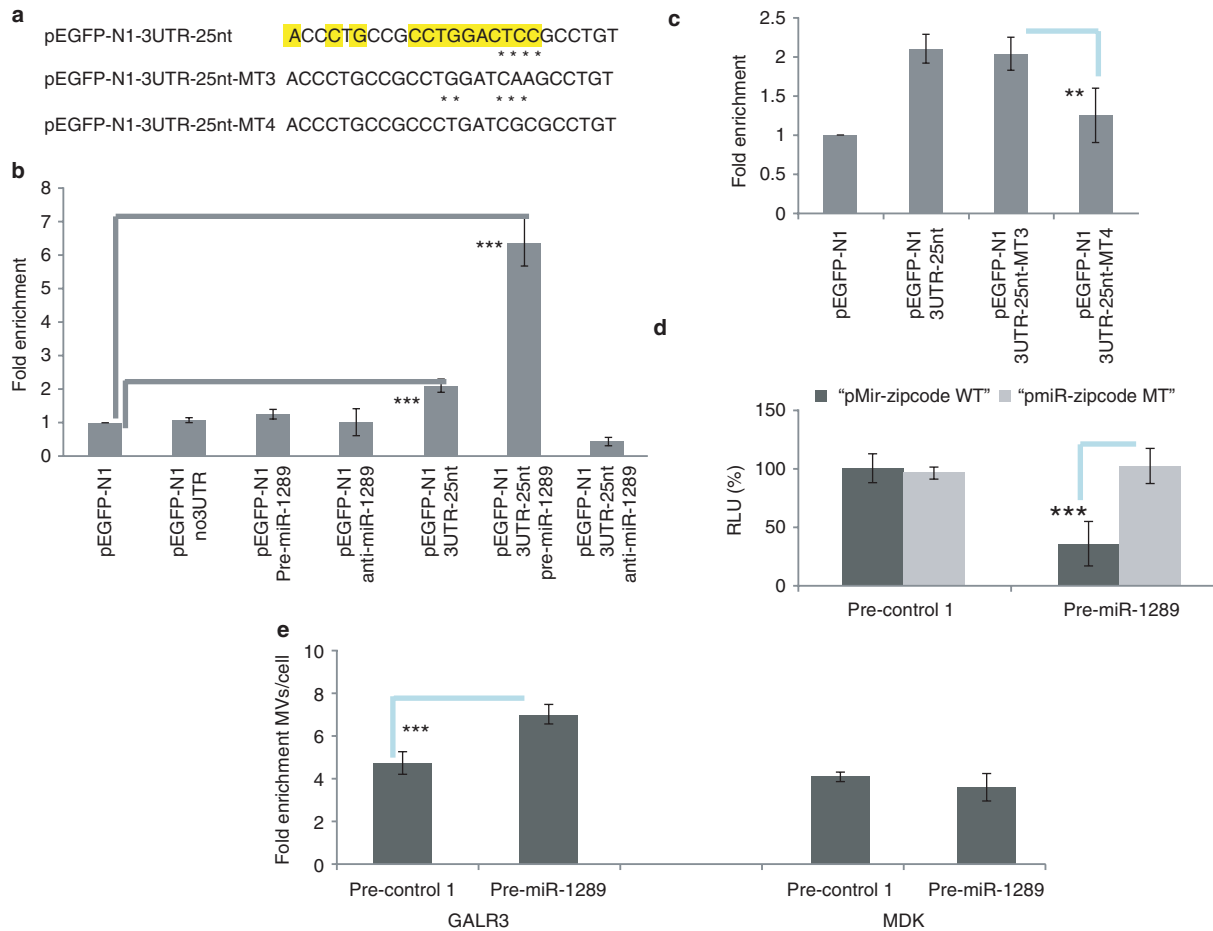 a
pEGFP-N1-3UTR-25nt ACCCTGCCGCCTGGACTCCGCCTGT
* * * *
pEGFP-N1-3UTR-25nt-MT3 ACCCTGCCGCCTGGATCAAGCCTGT
* * * * *
pEGFP-N1-3UTR-25nt-MT4 ACCCTGCCGCCCTGATCGCGCCTGT
b
Fold enrichment
8
7
6
5
4
3
2
1
0
***
***
pEGFP-N1
pEGFP-N1
no3UTR
pEGFP-N1
Pre-miR-1289
pEGFP-N1
anti-miR-1289
pEGFP-N1
3UTR-25nt
pEGFP-N1
3UTR-25nt
pre-miR-1289
pEGFP-N1
3UTR-25nt
anti-miR-1289
c
Fold enrichment
2.5
2
1.5
1
0.5
0
**
pEGFP-N1
pEGFP-N1
3UTR-25nt
pEGFP-N1
3UTR-25nt-MT3
pEGFP-N1
3UTR-25nt-MT4
d
"pMir-zipcode WT" "pmiR-zipcode MT"
RLU (%)
150
100
50
0
***
Pre-control 1 Pre-miR-1289
e
Fold enrichment MVs/cell
10
8
6
4
2
0
***
Pre-control 1 Pre-miR-1289 Pre-control 1 Pre-miR-1289
GALR3 MDK